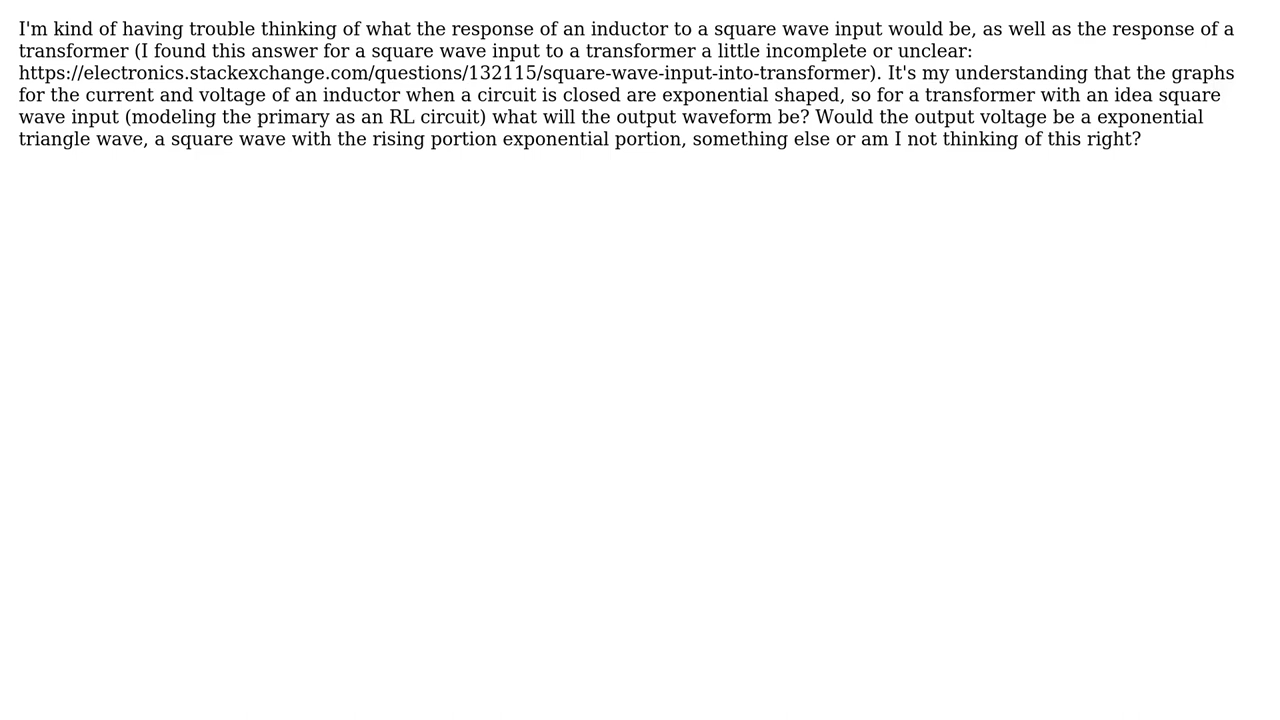 I'm kind of having trouble thinking of what the response of an inductor to a square wave input would be, as well as the response of a
transformer (I found this answer for a square wave input to a transformer a little incomplete or unclear:
https://electronics.stackexchange.com/questions/132115/square-wave-input-into-transformer). It's my understanding that the graphs
for the current and voltage of an inductor when a circuit is closed are exponential shaped, so for a transformer with an idea square
wave input (modeling the primary as an RL circuit) what will the output waveform be? Would the output voltage be a exponential
triangle wave, a square wave with the rising portion exponential portion, something else or am I not thinking of this right?